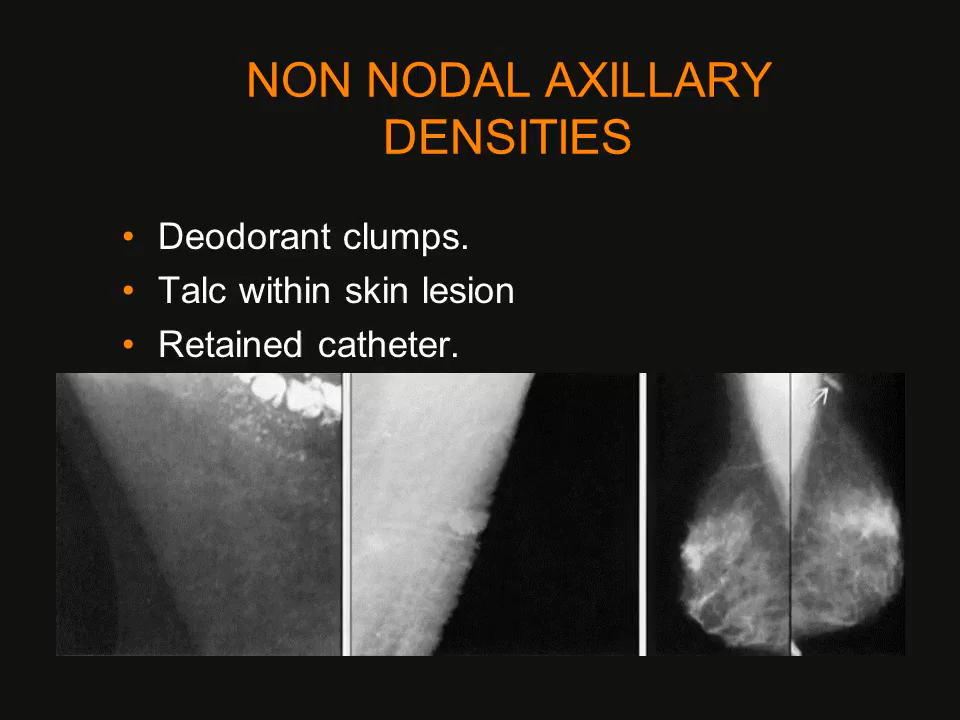 NON NODAL AXILLARY
DENSITIES
• Deodorant clumps.
• Talc within skin lesion
• Retained catheter.